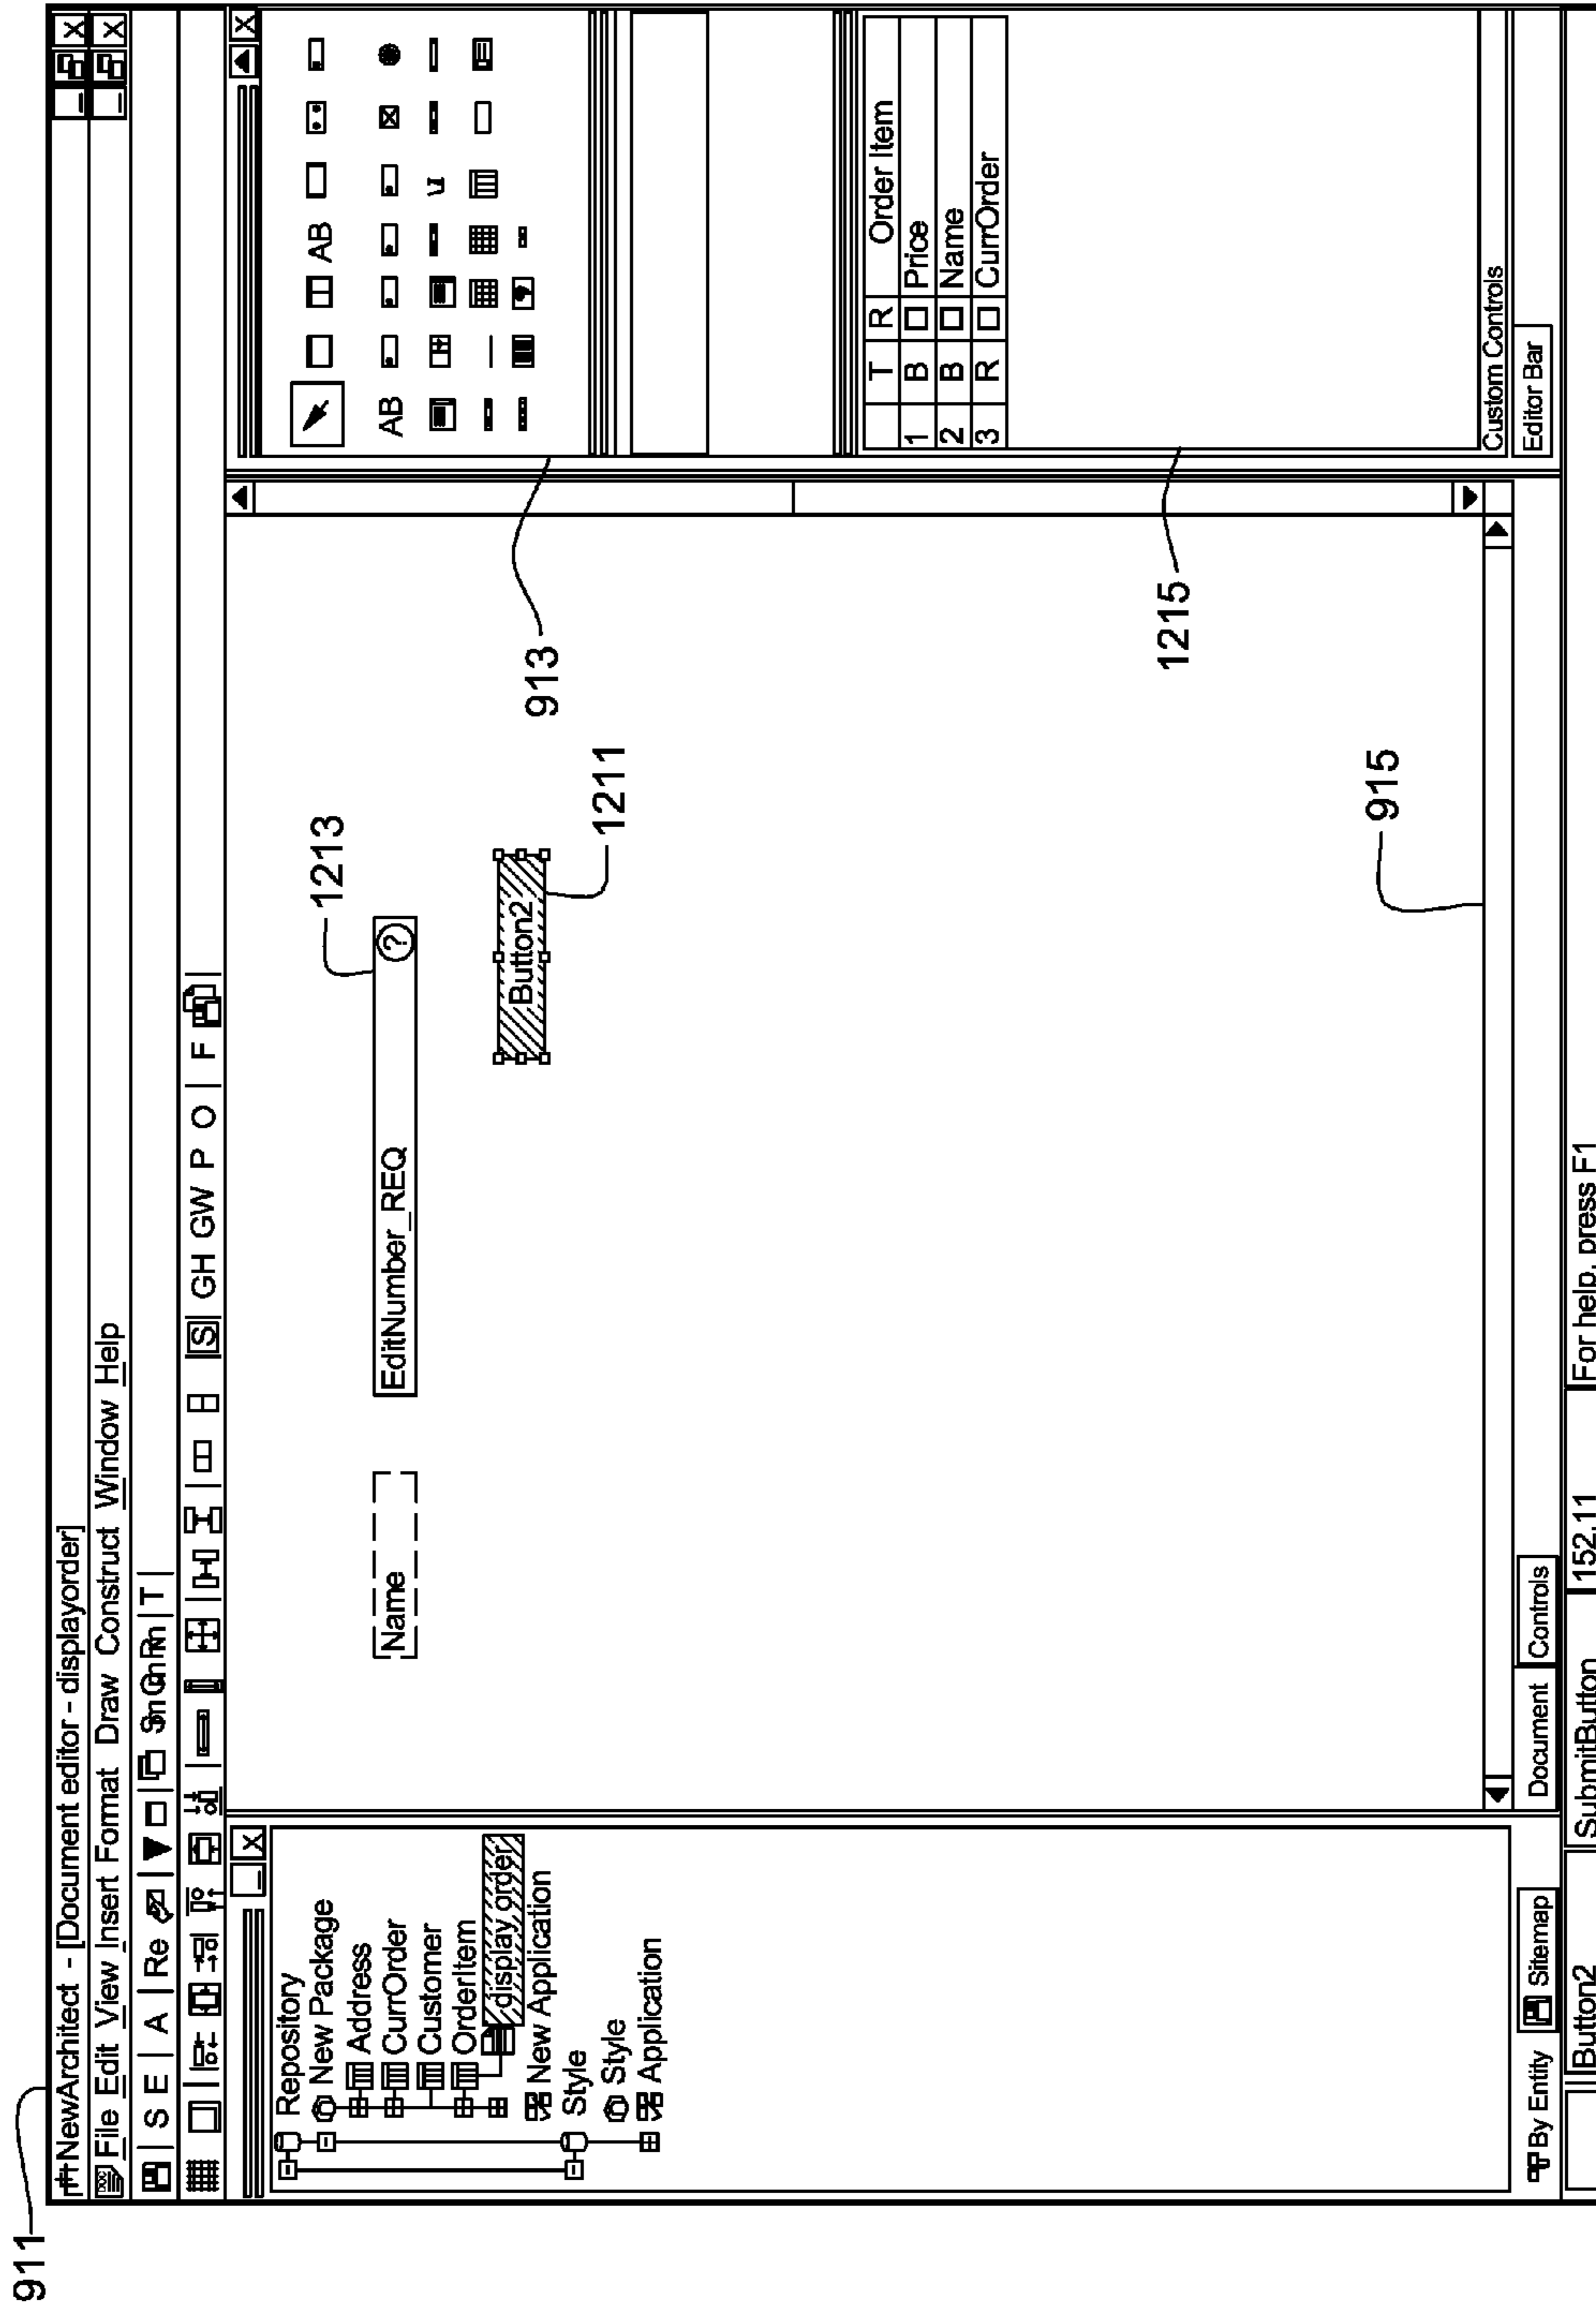 911
NewArchitect - [Document editor - displayorder]
File Edit View Insert Format Draw Construct Window Help
S E | A | Re
T
S GH GW P O | F
Repository
New Package
Address
CurrOrder
Customer
OrderItem
display order
New Application
Style
Style
Application
By Entity
Sitemap
Name
EditNumber_REQ
?
1213
Button2
1211
913
1215
915
Document
Controls
AB
AB
T R Order Item
1 B Price
2 B Name
3 R CurrOrder
Custom Controls
Editor Bar
Button2
SubmitButton
152,11
For help, press F1